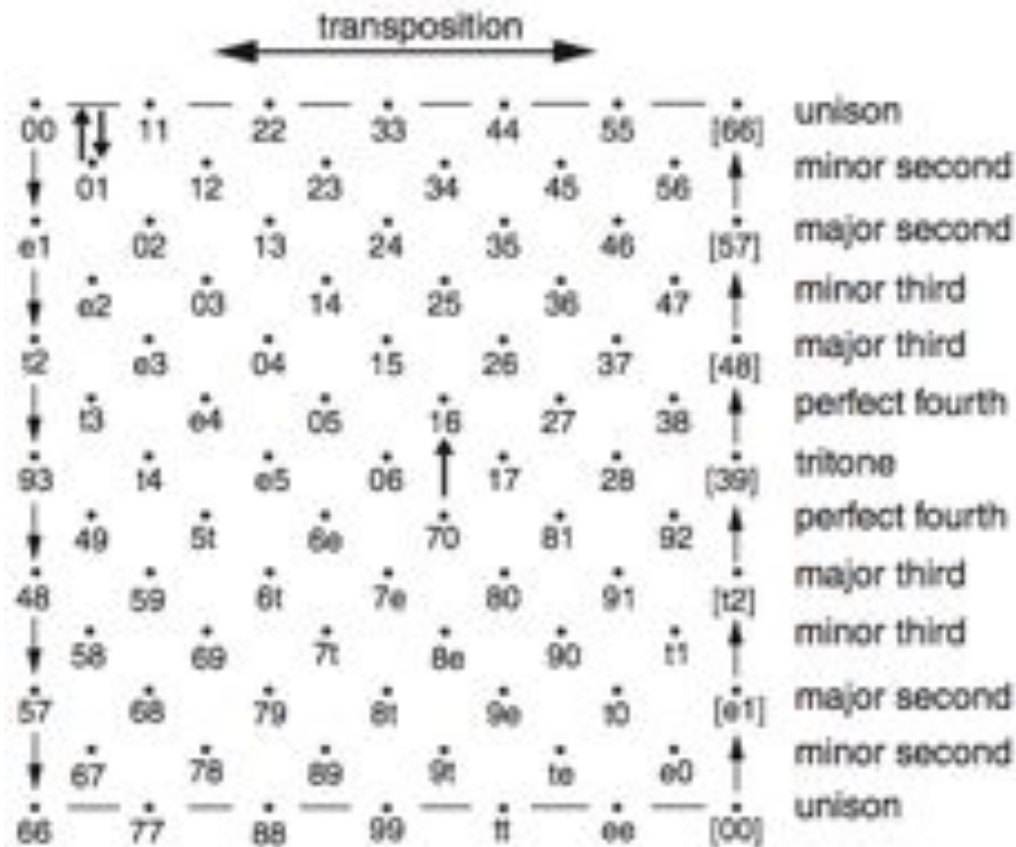 transposition
00 11 22 33 44 55 [66] unison
01 12 23 34 45 56 minor second
e1 02 13 24 35 46 [57] major second
e2 03 14 25 36 47 minor third
t2 e3 04 15 26 37 [48] major third
t3 e4 05 16 27 38 perfect fourth
93 t4 e5 06 17 28 [39] tritone
49 5t 6e 70 81 92 perfect fourth
48 59 6t 7e 80 91 [t2] major third
58 69 7t 8e 90 t1 minor third
57 68 79 8t 9e t0 [e1] major second
67 78 89 9t te e0 minor second
66 77 88 99 tt ee [00] unison